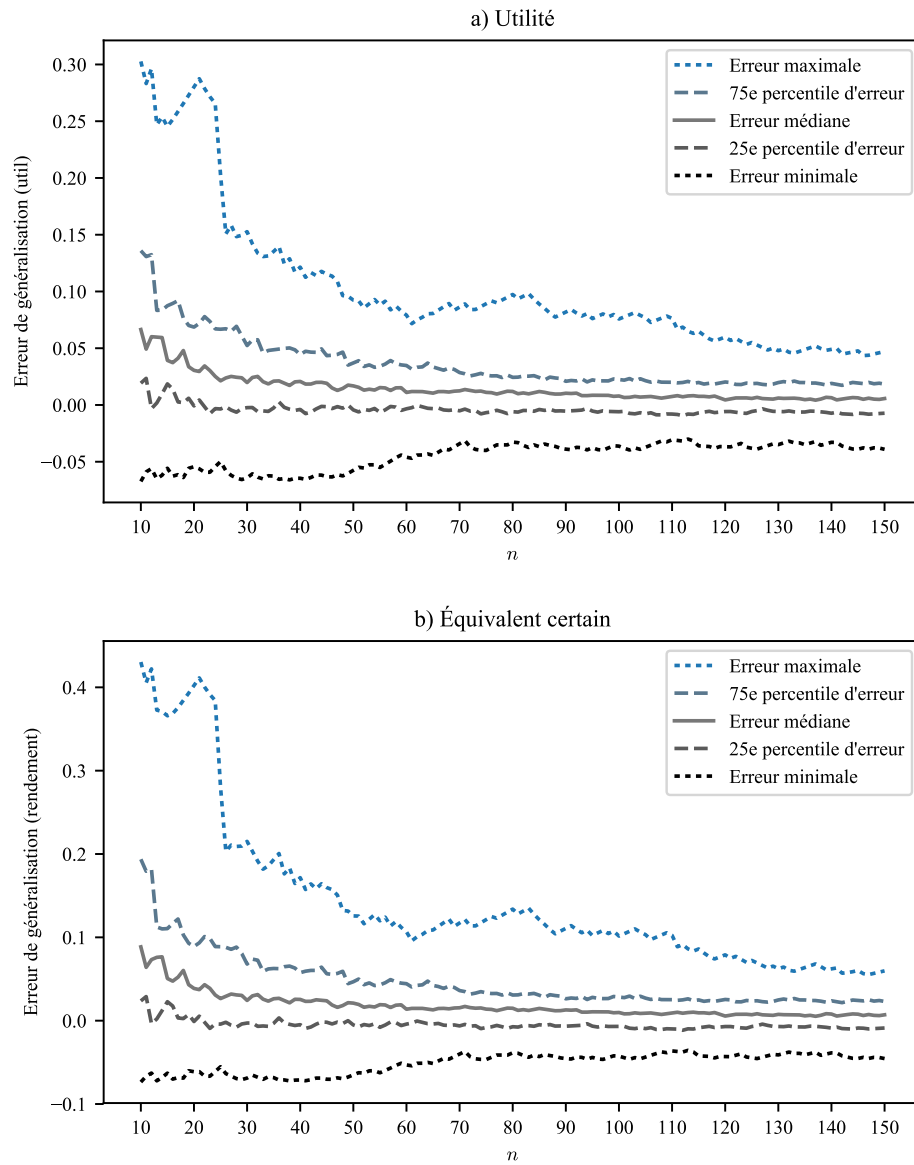 a) Utilité
Erreur de généralisation (util)
0.30
0.25
0.20
0.15
0.10
0.05
0.00
−0.05
Erreur maximale
75e percentile d'erreur
Erreur médiane
25e percentile d'erreur
Erreur minimale
10 20 30 40 50 60 70 80 90 100 110 120 130 140 150
n
b) Équivalent certain
Erreur de généralisation (rendement)
0.4
0.3
0.2
0.1
0.0
−0.1
Erreur maximale
75e percentile d'erreur
Erreur médiane
25e percentile d'erreur
Erreur minimale
10 20 30 40 50 60 70 80 90 100 110 120 130 140 150
n